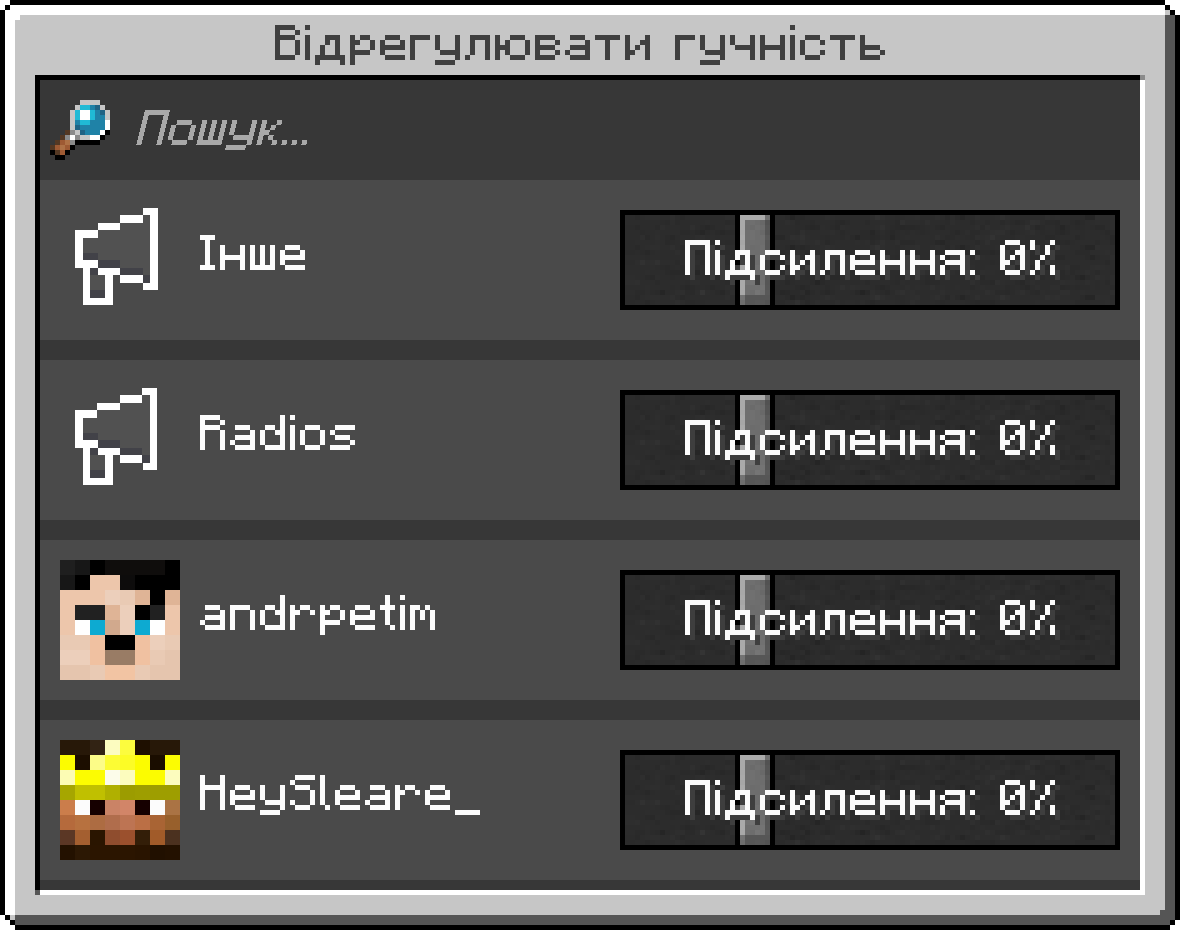 Відрегулювати гучність
Пошук...
Інше
Підсилення: 0%
Radios
Підсилення: 0%
andrpetim
Підсилення: 0%
HeySleare_
Підсилення: 0%